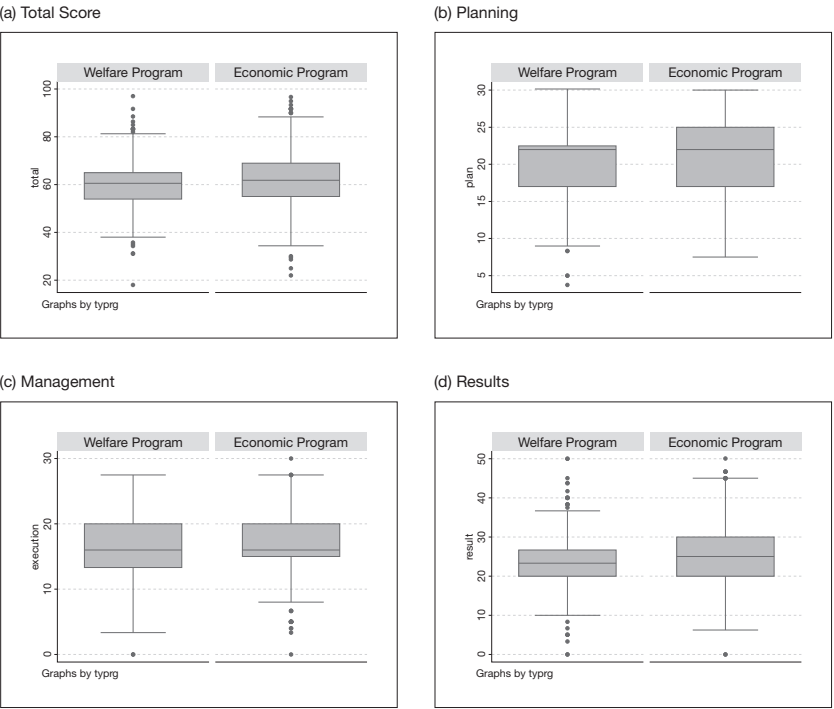 (a) Total Score
Welfare Program Economic Program
100
80
60
40
20
total
Graphs by typrg
(b) Planning
Welfare Program Economic Program
30
25
20
15
10
5
plan
Graphs by typrg
(c) Management
Welfare Program Economic Program
30
20
10
0
execution
Graphs by typrg
(d) Results
Welfare Program Economic Program
50
40
30
20
10
0
result
Graphs by typrg